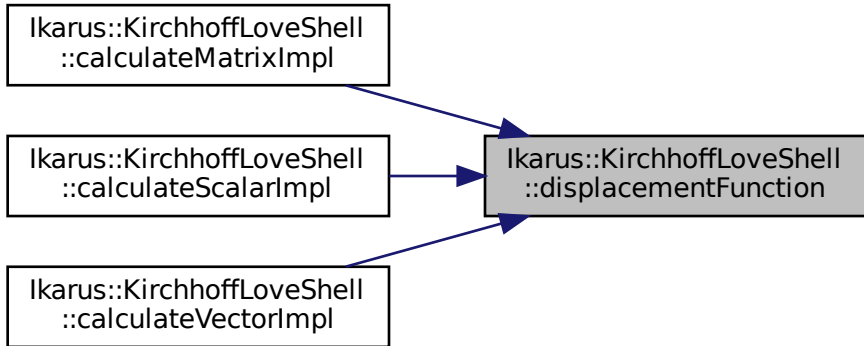 Ikarus::KirchhoffLoveShell
::calculateMatrixImpl
Ikarus::KirchhoffLoveShell
::calculateScalarImpl
Ikarus::KirchhoffLoveShell
::displacementFunction
Ikarus::KirchhoffLoveShell
::calculateVectorImpl